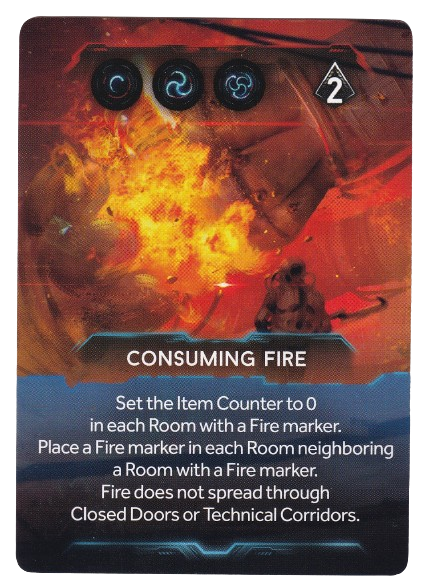 2
CONSUMING FIRE
Set the Item Counter to 0
in each Room with a Fire marker.
Place a Fire marker in each Room neighboring
a Room with a Fire marker.
Fire does not spread through
Closed Doors or Technical Corridors.